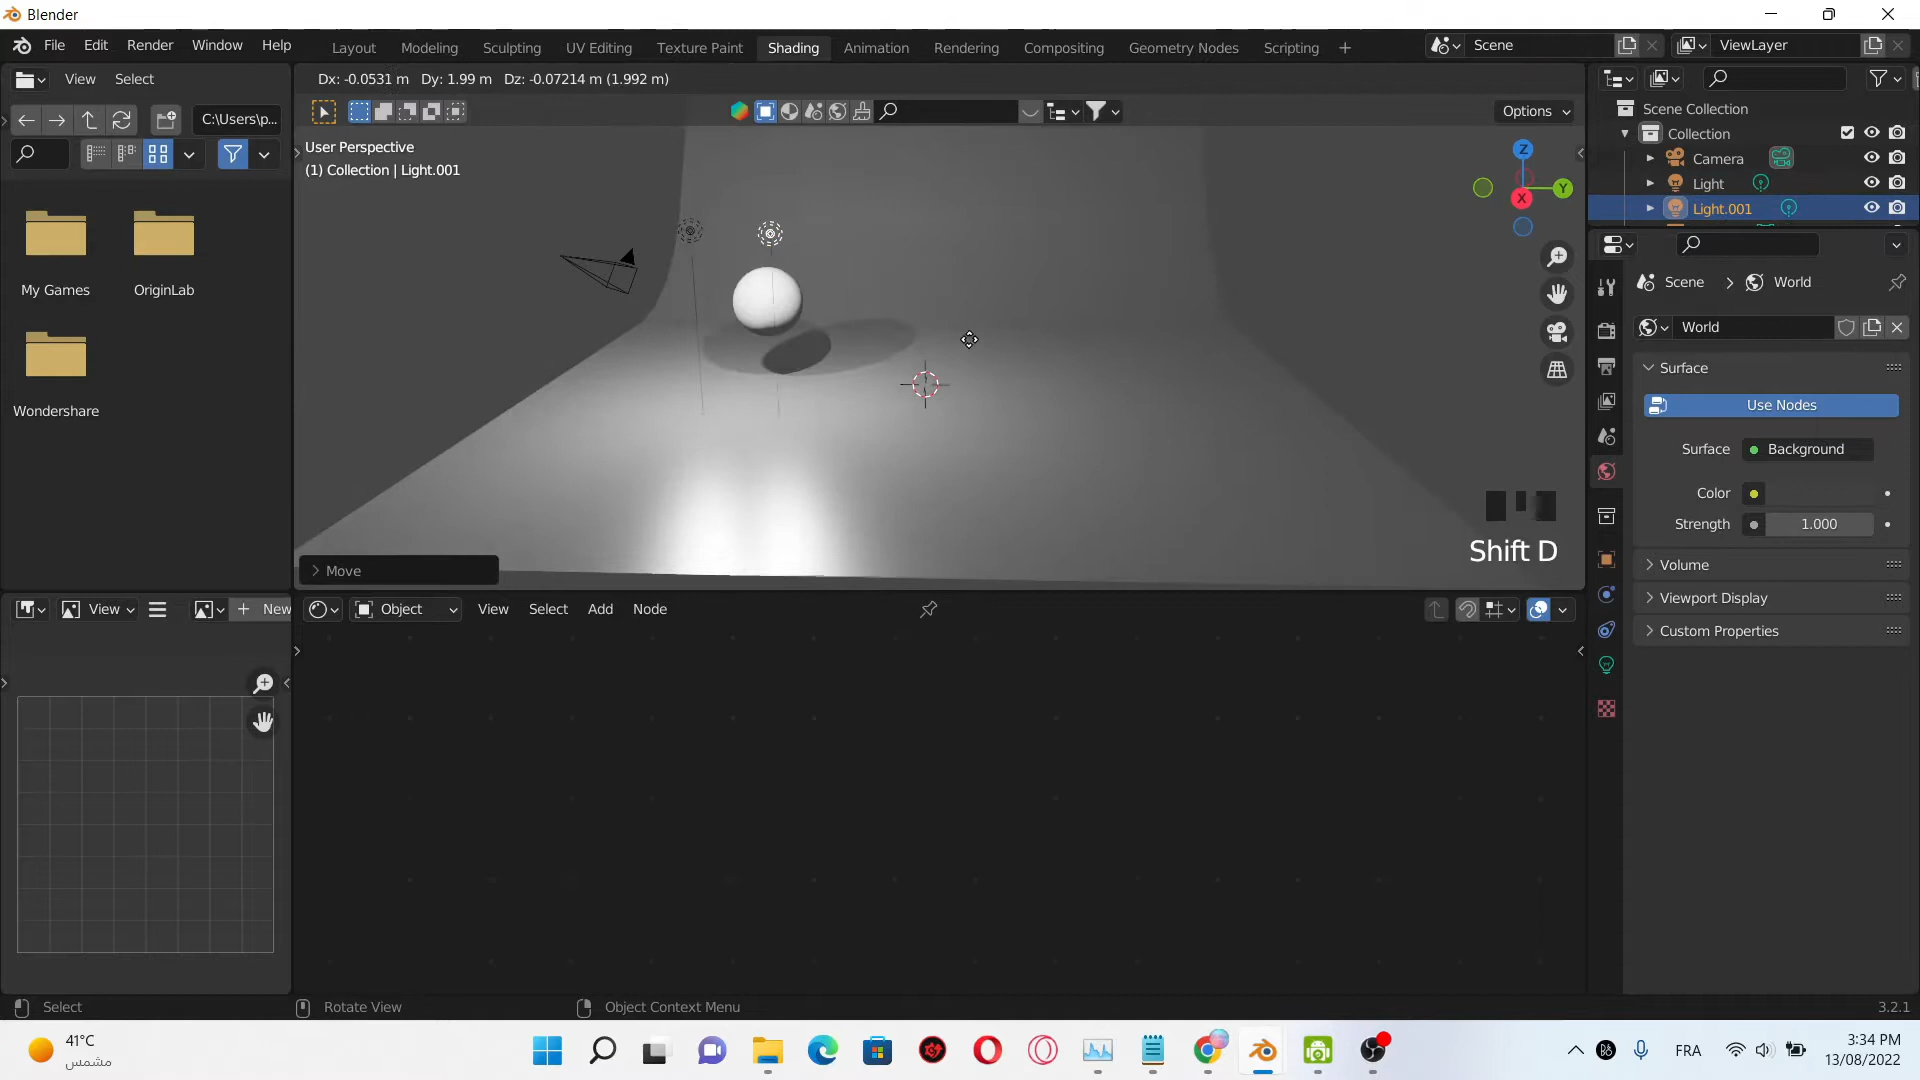 Blender
File Edit Render Window Help
Layout Modeling Sculpting UV Editing Texture Paint Shading Animation Rendering Compositing Geometry Nodes Scripting
Scene
ViewLayer
View Select
Dx: -0.0531 m Dy: 1.99 m Dz: -0.07214 m (1.992 m)
C:\Users\p...
Options
User Perspective
(1) Collection | Light.001
Z
Y
X
Scene Collection
Collection
Camera
Light
Light.001
My Games
OriginLab
Wondershare
Scene
World
World
Surface
Use Nodes
Surface
Background
Color
Strength
1.000
Volume
Viewport Display
Custom Properties
Shift D
Move
View
New
Object View Select Add Node
Select
Rotate View
Object Context Menu
3.2.1
41°C
مشمس
FRA
3:34 PM
13/08/2022